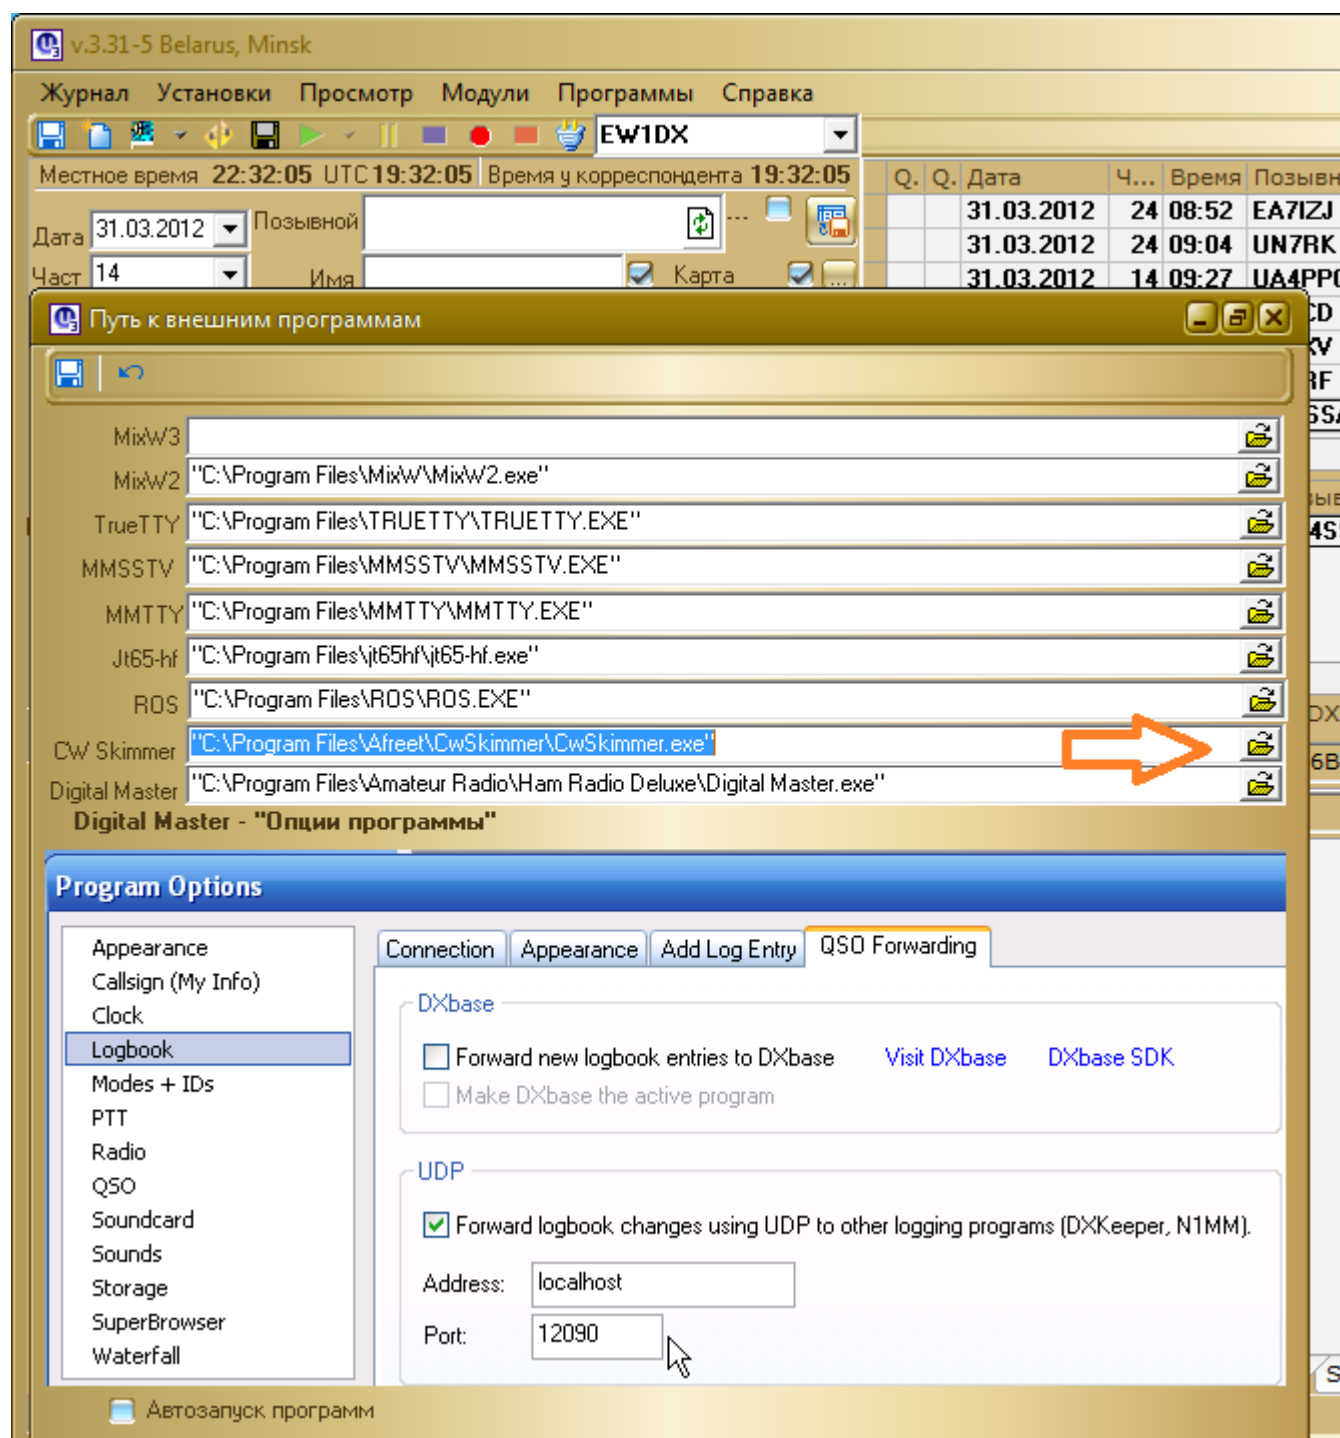 v.3.31-5 Belarus, Minsk
Журнал Установки Просмотр Модули Программы Справка
EW1DX
Местное время 22:32:05 UTC 19:32:05 Время у корреспондента 19:32:05
Q. Q. Дата Ч... Время
Дата 31.03.2012 Позывной ...
31.03.2012 24 08:52 EA7IZJ
31.03.2012 24 09:04 UN7RK
Част 14 Имя Карта ...
31.03.2012 14 09:27
Путь к внешним программам
MixW3
MixW2 "C:\Program Files\MixW\MixW2.exe"
TrueTTY "C:\Program Files\TRUETTY\TRUETTY.EXE"
MMSSTV "C:\Program Files\MMSSTV\MMSSTV.EXE"
MMTTY "C:\Program Files\MMTTY\MMTTY.EXE"
Jt65-hf "C:\Program Files\jt65hf\jt65-hf.exe"
ROS "C:\Program Files\ROS\ROS.EXE"
CW Skimmer "C:\Program Files\Afreet\CwSkimmer\CwSkimmer.exe"
Digital Master "C:\Program Files\Amateur Radio\Ham Radio Deluxe\Digital Master.exe"
Digital Master - "Опции программы"
Program Options
Appearance
Callsign (My Info)
Clock
Logbook
Modes + IDs
PTT
Radio
QSO
Soundcard
Sounds
Storage
SuperBrowser
Waterfall
Connection Appearance Add Log Entry QSO Forwarding
DXbase
Forward new logbook entries to DXbase Visit DXbase DXbase SDK
Make DXbase the active program
UDP
Forward logbook changes using UDP to other logging programs (DXKeeper, N1MM).
Address: localhost
Port: 12090
Автозапуск программ